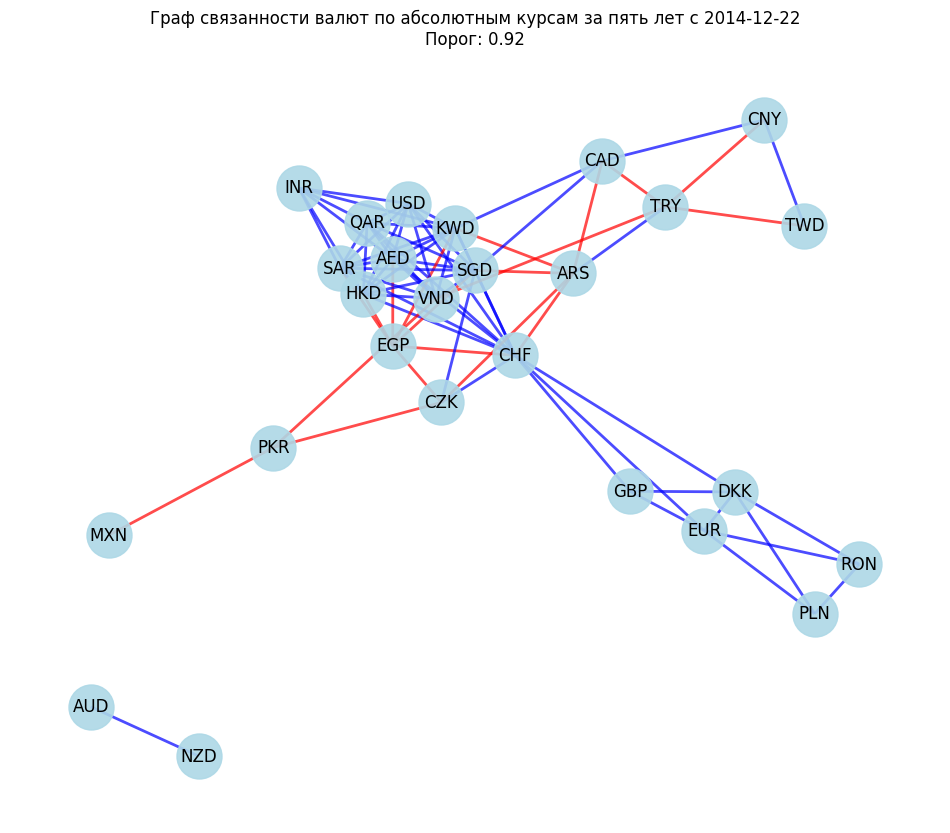 Граф связанности валют по абсолютным курсам за пять лет с 2014-12-22
Порог: 0.92
CNY
CAD
INR
USD
TRY
QAR
KWD
TWD
AED
SAR
SGD
ARS
HKD
VND
EGP
CHF
CZK
PKR
GBP
DKK
MXN
EUR
RON
PLN
AUD
NZD